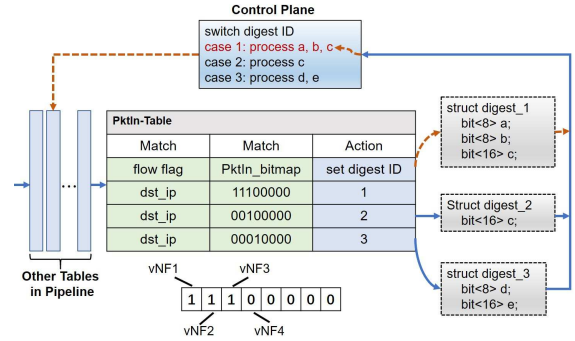 Control Plane
switch digest ID
case 1: process a, b, c
case 2: process c
case 3: process d, e
PktIn-Table
Match Match Action
flow flag PktIn_bitmap set digest ID
dst_ip 11100000 1
dst_ip 00100000 2
dst_ip 00010000 3
...
Other Tables
in Pipeline
struct digest_1
bit<8> a;
bit<8> b;
bit<16> c;
Struct digest_2
bit<16> c;
struct digest_3
bit<8> d;
bit<16> e;
vNF1 vNF3
1 1 1 0 0 0 0 0
vNF2 vNF4